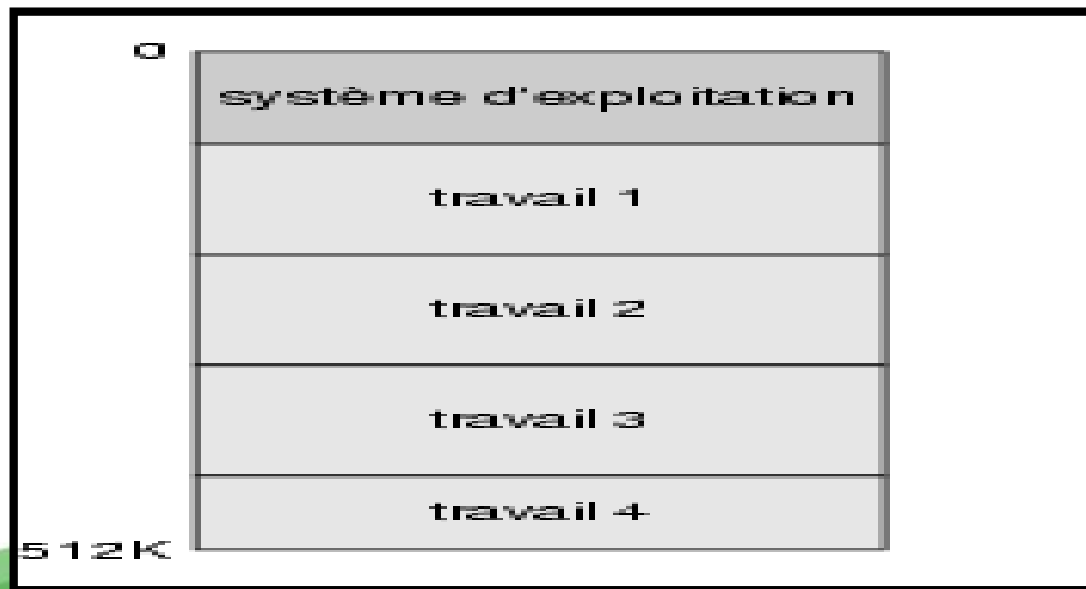 0
système d'exploitation
travail 1
travail 2
travail 3
travail 4
512K